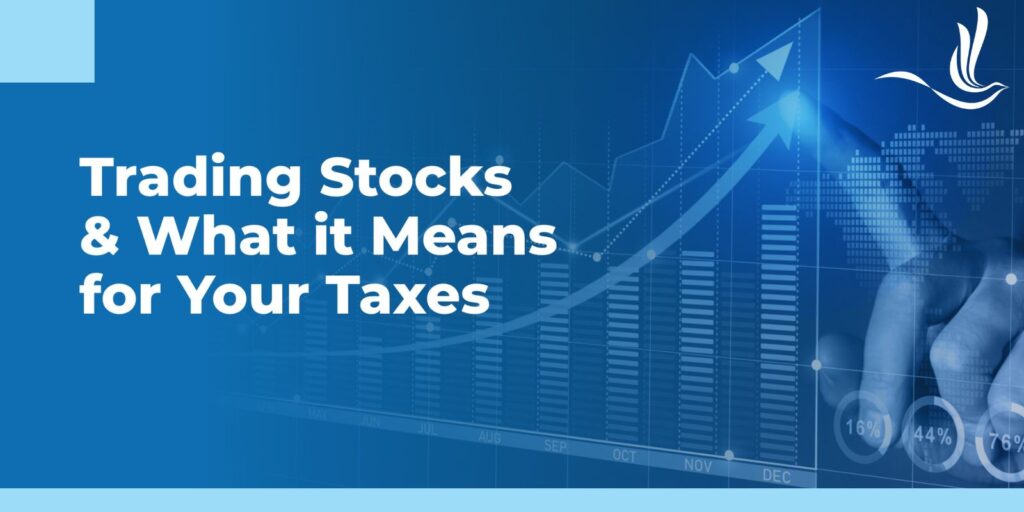 Trading Stocks
& What it Means
for Your Taxes
MAY
JUN
JUL
AUG
SEP
OCT
NOV
DEC
16%
44%
76%